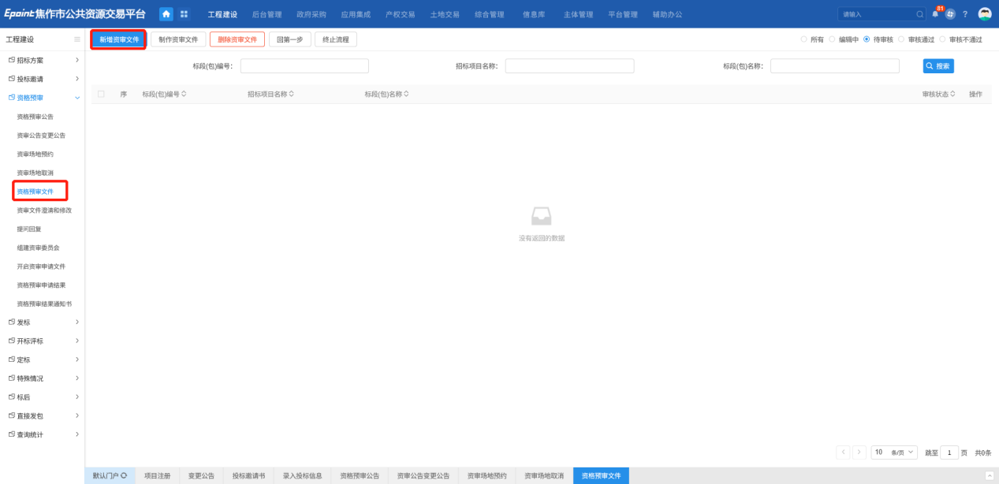 Epoint焦作市公共资源交易平台 工程建设 后台管理 政府采购 应用集成 产权交易 土地交易 综合管理 信息库 主体管理 平台管理 辅助办公 请输入 81 ?
工程建设
新增资审文件 制作资审文件 删除资审文件 回第一步 终止流程 所有 编辑中 待审核 审核通过 审核不通过
标段(包)编号: 招标项目名称: 标段(包)名称: 搜索
序 标段(包)编号 招标项目名称 标段(包)名称 审核状态 操作
招标方案
投标邀请
资格预审
资格预审公告
资审公告变更公告
资审场地预约
资审场地取消
资格预审文件
资审文件澄清和修改
提问回复
组建资审委员会
开启资审申请文件
资格预审申请结果
资格预审结果通知书
发标
开标评标
定标
特殊情况
标后
直接发包
查询统计
没有返回的数据
10 条/页 跳至 1 页 共0条
默认门户 项目注册 变更公告 投标邀请书 录入投标信息 资格预审公告 资审公告变更公告 资审场地预约 资审场地取消 资格预审文件